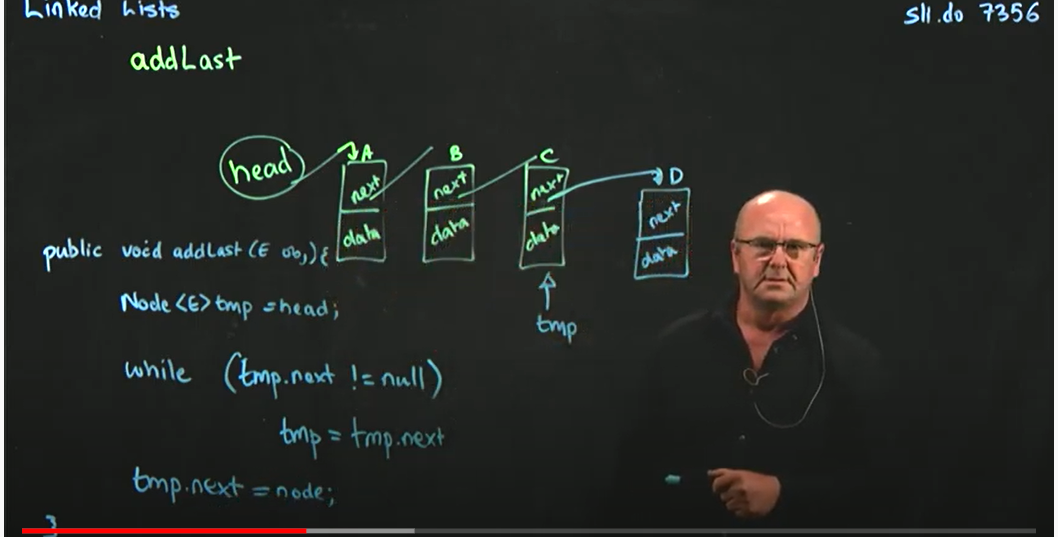 Linked Lists
sli.do 7356
addLast
head
A
B
C
D
next
next
next
next
data
data
data
data
tmp
public void addLast (E obj) {
Node <E> tmp = head;
while (tmp.next != null)
tmp = tmp.next
tmp.next = node;
}